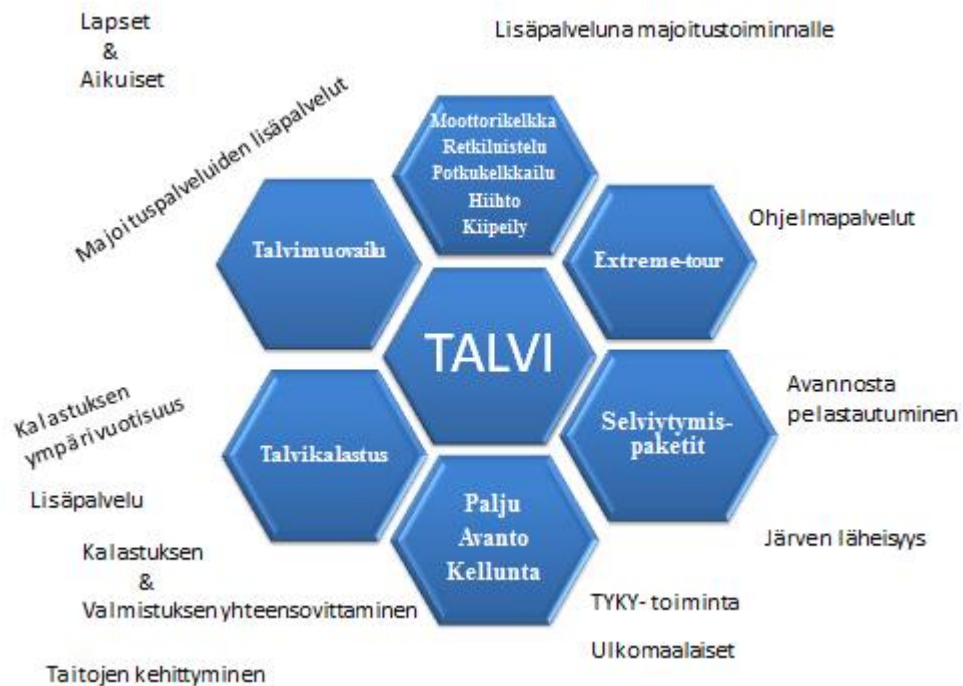 Lapset
&
Aikuiset
Lisäpalveluna majoitustoiminnalle
Majoituspalveluiden lisäpalvelut
Moottorikelkka
Retkiluistelu
Potkukelkkailu
Hiihto
Kiipeily
Talvimuovailu
Extreme-tour
Ohjelmapalvelut
TALVI
Kalastuksen
ympärivuotisuus
Talvikalastus
Selviytymis-
paketit
Avannosta
pelastautuminen
Lisäpalvelu
Palju
Avanto
Kellunta
Järven läheisyys
Kalastuksen
&
Valmistuksen yhteensovittaminen
TYKY- toiminta
Ulkomaalaiset
Taitojen kehittyminen